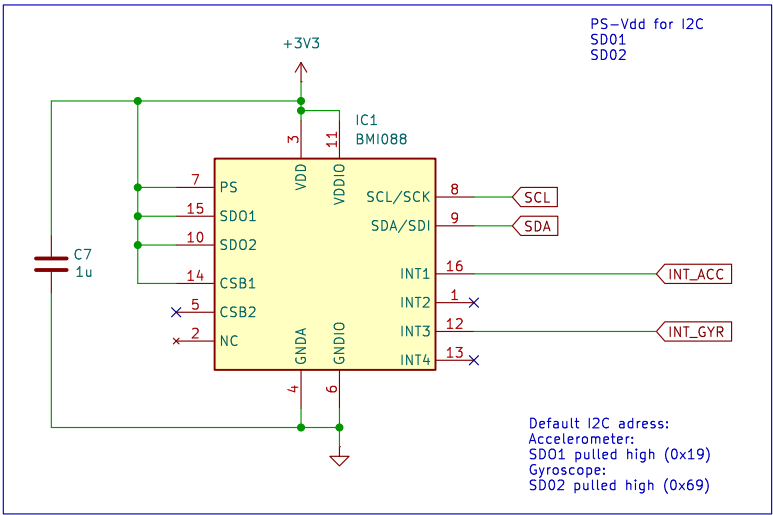 PS-Vdd for I2C
SD01
SD02
+3V3
IC1
BMI088
3
11
VDD
VDDIO
7
PS
15
SDO1
10
SDO2
14
CSB1
5
CSB2
2
NC
SCL/SCK
8
SCL
SDA/SDI
9
SDA
INT1
16
INT_ACC
INT2
1
INT3
12
INT_GYR
INT4
13
GNDA
GNDIO
4
6
C7
1u
Default I2C adress:
Accelerometer:
SDO1 pulled high (0x19)
Gyroscope:
SD02 pulled high (0x69)